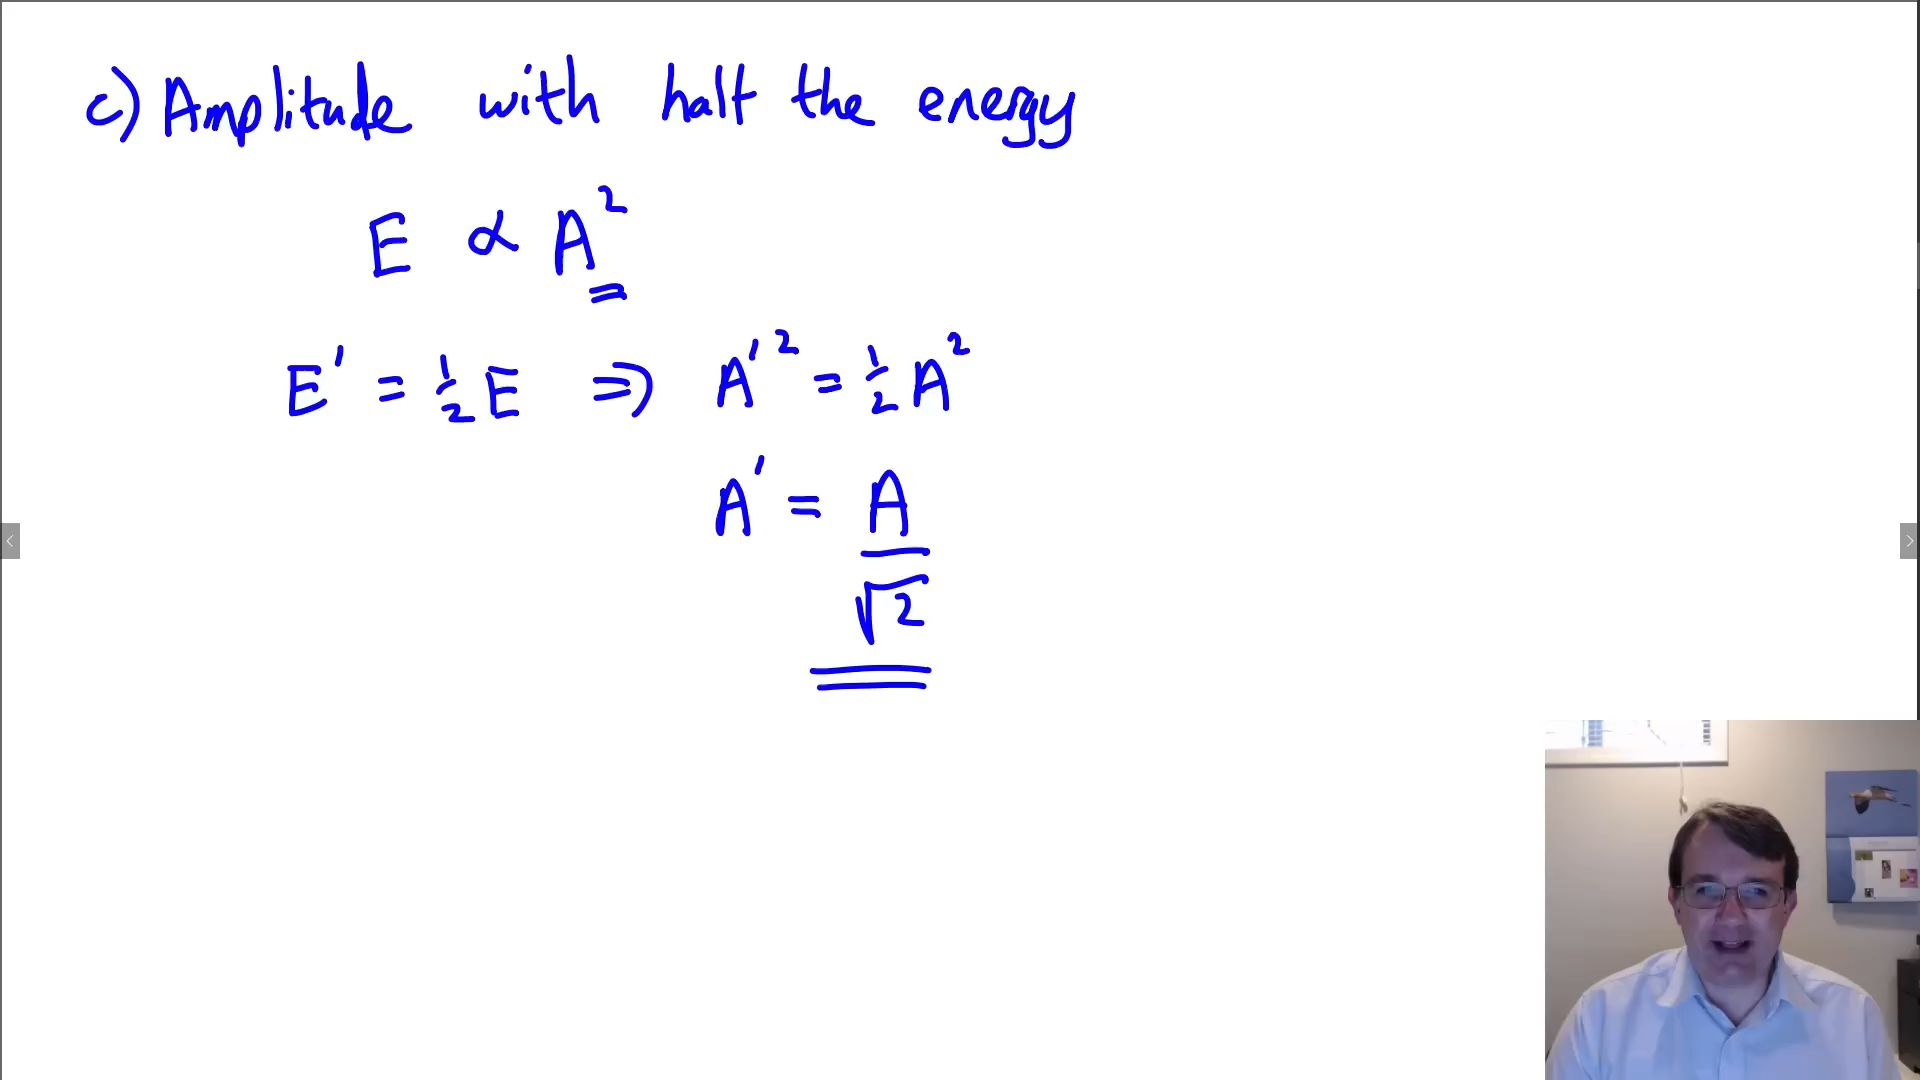 c) Amplitude with half the energy
E ∝ A²
E' = ½E ⇒ A'² = ½A²
A' = A/√2